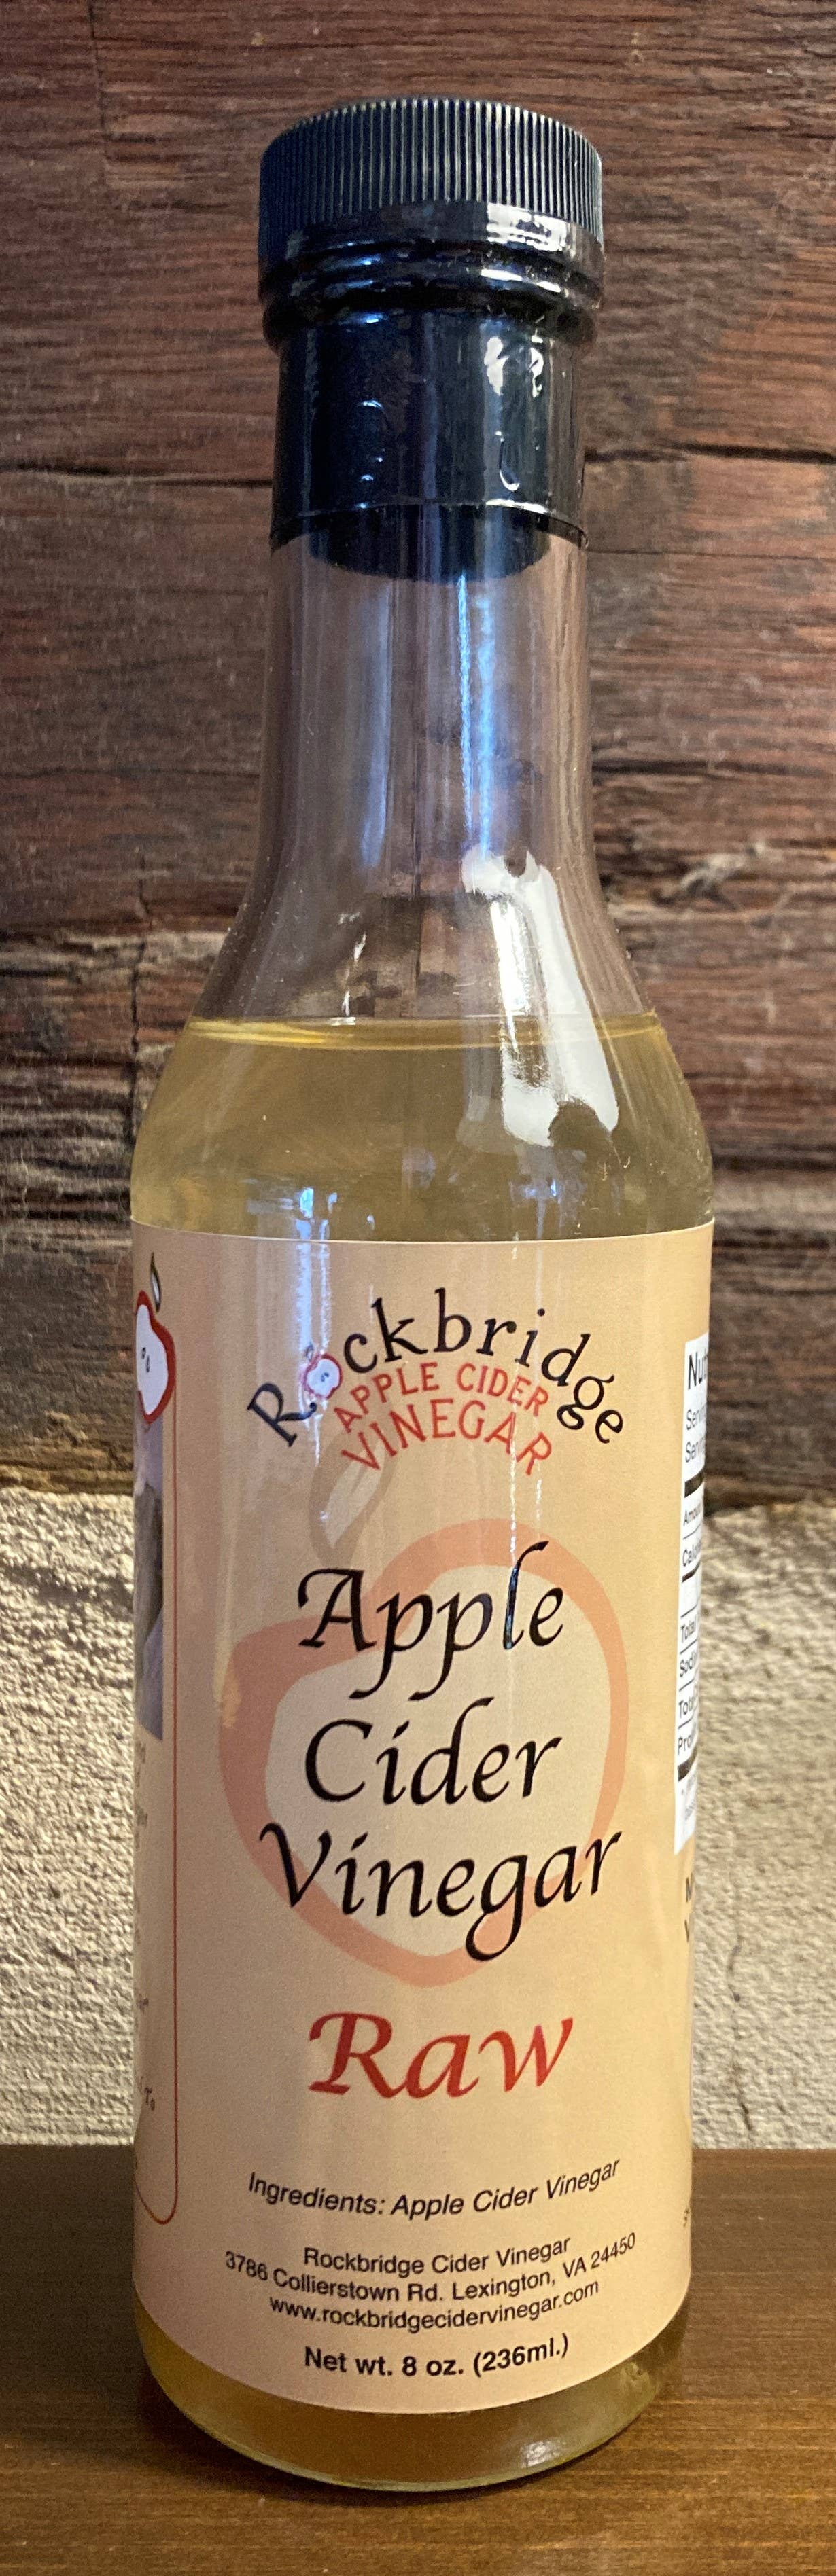 Rockbridge
APPLE CIDER
VINEGAR
Apple
Cider
Vinegar
Raw
Ingredients: Apple Cider Vinegar
Rockbridge Cider Vinegar
3786 Collierstown Rd. Lexington, VA 24450
www.rockbridgecidervinegar.com
Net wt. 8 oz. (236ml.)